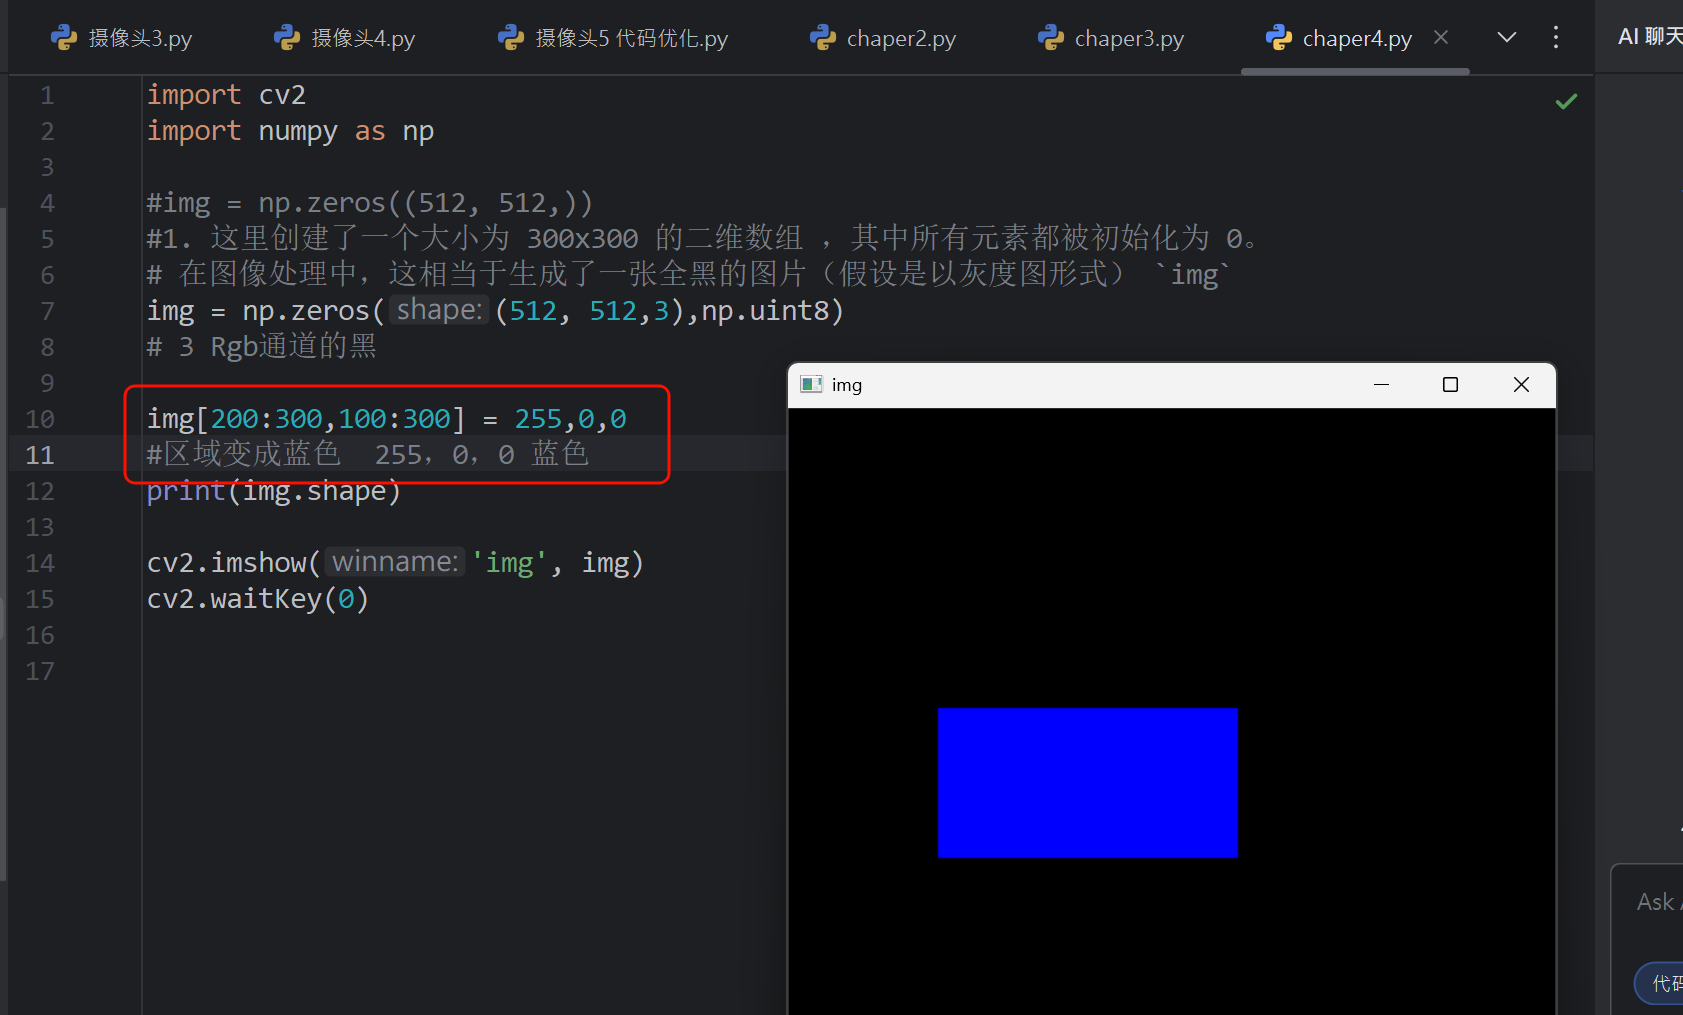 摄像头3.py
摄像头4.py
摄像头5 代码优化.py
chaper2.py
chaper3.py
chaper4.py
AI 聊天
1 import cv2
2 import numpy as np
3
4 #img = np.zeros((512, 512,))
5 #1. 这里创建了一个大小为 300x300 的二维数组 ，其中所有元素都被初始化为 0。
6 # 在图像处理中，这相当于生成了一张全黑的图片（假设是以灰度图形式） `img`
7 img = np.zeros( shape: (512, 512,3),np.uint8)
8 # 3 Rgb通道的黑
9
10 img[200:300,100:300] = 255,0,0
11 #区域变成蓝色  255，0，0 蓝色
12 print(img.shape)
13
14 cv2.imshow( winname: 'img', img)
15 cv2.waitKey(0)
16
17
img
Ask
代码